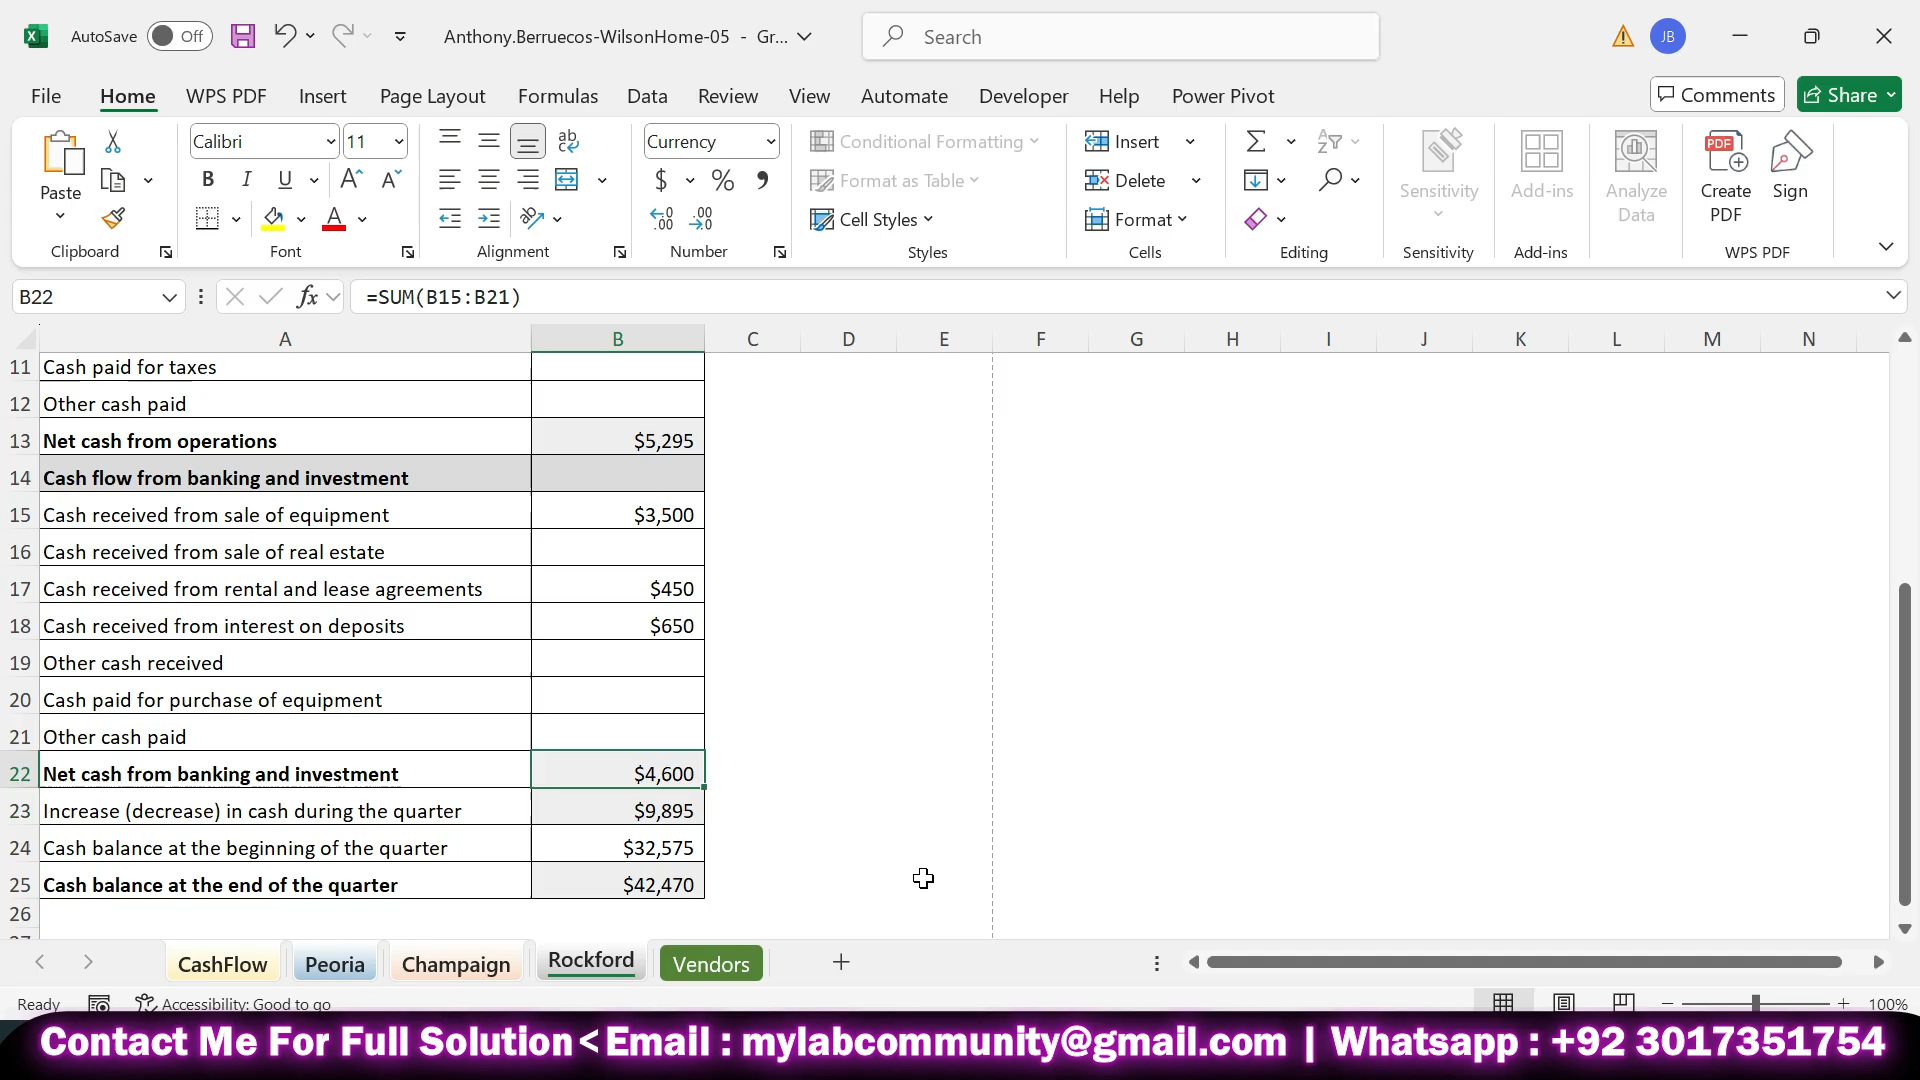 AutoSave Off Anthony.Berruecos-WilsonHome-05 - Gr... Search JB
File Home WPS PDF Insert Page Layout Formulas Data Review View Automate Developer Help Power Pivot Comments Share
Paste
Clipboard
Calibri 11
B I U A A
A
Font
ab
Alignment
Currency
$ % 9
.00
Number
Conditional Formatting
Format as Table
Cell Styles
Styles
Insert
Delete
Format
Cells
Editing
Sensitivity
Sensitivity
Add-ins
Add-ins
Analyze
Data
Create
PDF
Sign
WPS PDF
B22 fx =SUM(B15:B21)
A B C D E F G H I J K L M N
11 Cash paid for taxes
12 Other cash paid
13 Net cash from operations $5,295
14 Cash flow from banking and investment
15 Cash received from sale of equipment $3,500
16 Cash received from sale of real estate
17 Cash received from rental and lease agreements $450
18 Cash received from interest on deposits $650
19 Other cash received
20 Cash paid for purchase of equipment
21 Other cash paid
22 Net cash from banking and investment $4,600
23 Increase (decrease) in cash during the quarter $9,895
24 Cash balance at the beginning of the quarter $32,575
25 Cash balance at the end of the quarter $42,470
26
CashFlow Peoria Champaign Rockford Vendors
Ready Accessibility: Good to go 100%
Contact Me For Full Solution < Email : mylabcommunity@gmail.com | Whatsapp : +92 3017351754